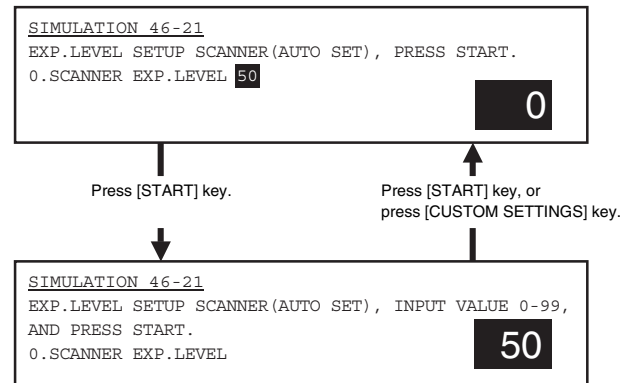 SIMULATION 46-21
EXP.LEVEL SETUP SCANNER(AUTO SET), PRESS START.
0.SCANNER EXP.LEVEL 50
0
Press [START] key.
Press [START] key, or
press [CUSTOM SETTINGS] key.
SIMULATION 46-21
EXP.LEVEL SETUP SCANNER(AUTO SET), INPUT VALUE 0-99,
AND PRESS START.
0.SCANNER EXP.LEVEL
50